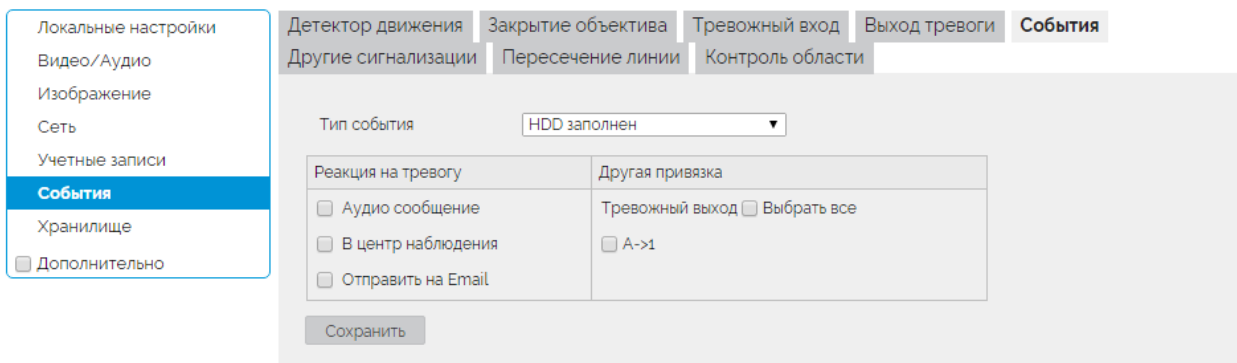 Локальные настройки
Видео/Аудио
Изображение
Сеть
Учетные записи
События
Хранилище
Дополнительно
Детектор движения Закрытие объектива Тревожный вход Выход тревоги События
Другие сигнализации Пересечение линии Контроль области
Тип события HDD заполнен
Реакция на тревогу Другая привязка
Аудио сообщение Тревожный выход Выбрать все
В центр наблюдения A->1
Отправить на Email
Сохранить